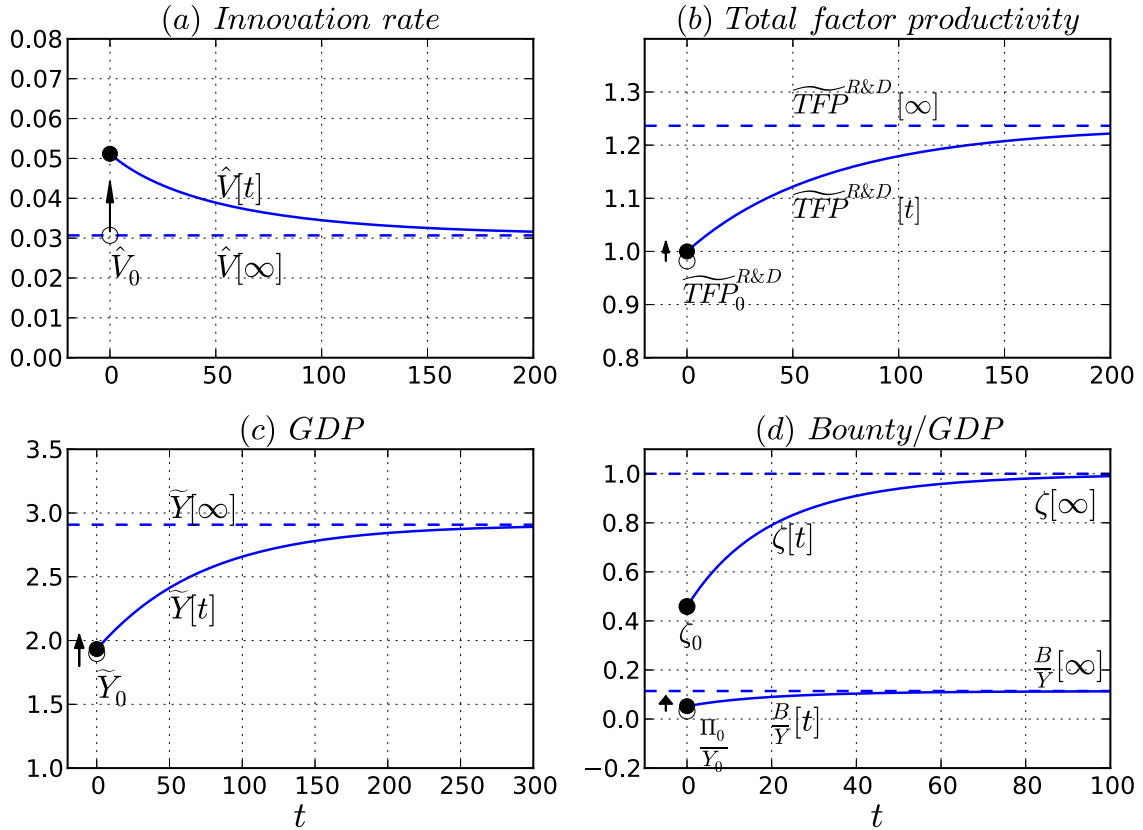 (a) Innovation rate
0.08
0.07
0.06
0.05
0.04
0.03
0.02
0.01
0.00
V̂[t]
V̂₀
V̂[∞]
0 50 100 150 200
(b) Total factor productivity
1.3
1.2
1.1
1.0
0.9
0.8
T͠F͠P͠^{R&D}[∞]
T͠F͠P͠^{R&D}[t]
T͠F͠P͠₀^{R&D}
0 50 100 150 200
(c) GDP
3.5
3.0
2.5
2.0
1.5
1.0
Ỹ[∞]
Ỹ[t]
Ỹ₀
0 50 100 150 200 250 300
t
(d) Bounty/GDP
1.0
0.8
0.6
0.4
0.2
0.0
−0.2
ζ[∞]
ζ[t]
ζ₀
B/Y[∞]
B/Y[t]
Π₀/Y₀
0 20 40 60 80 100
t